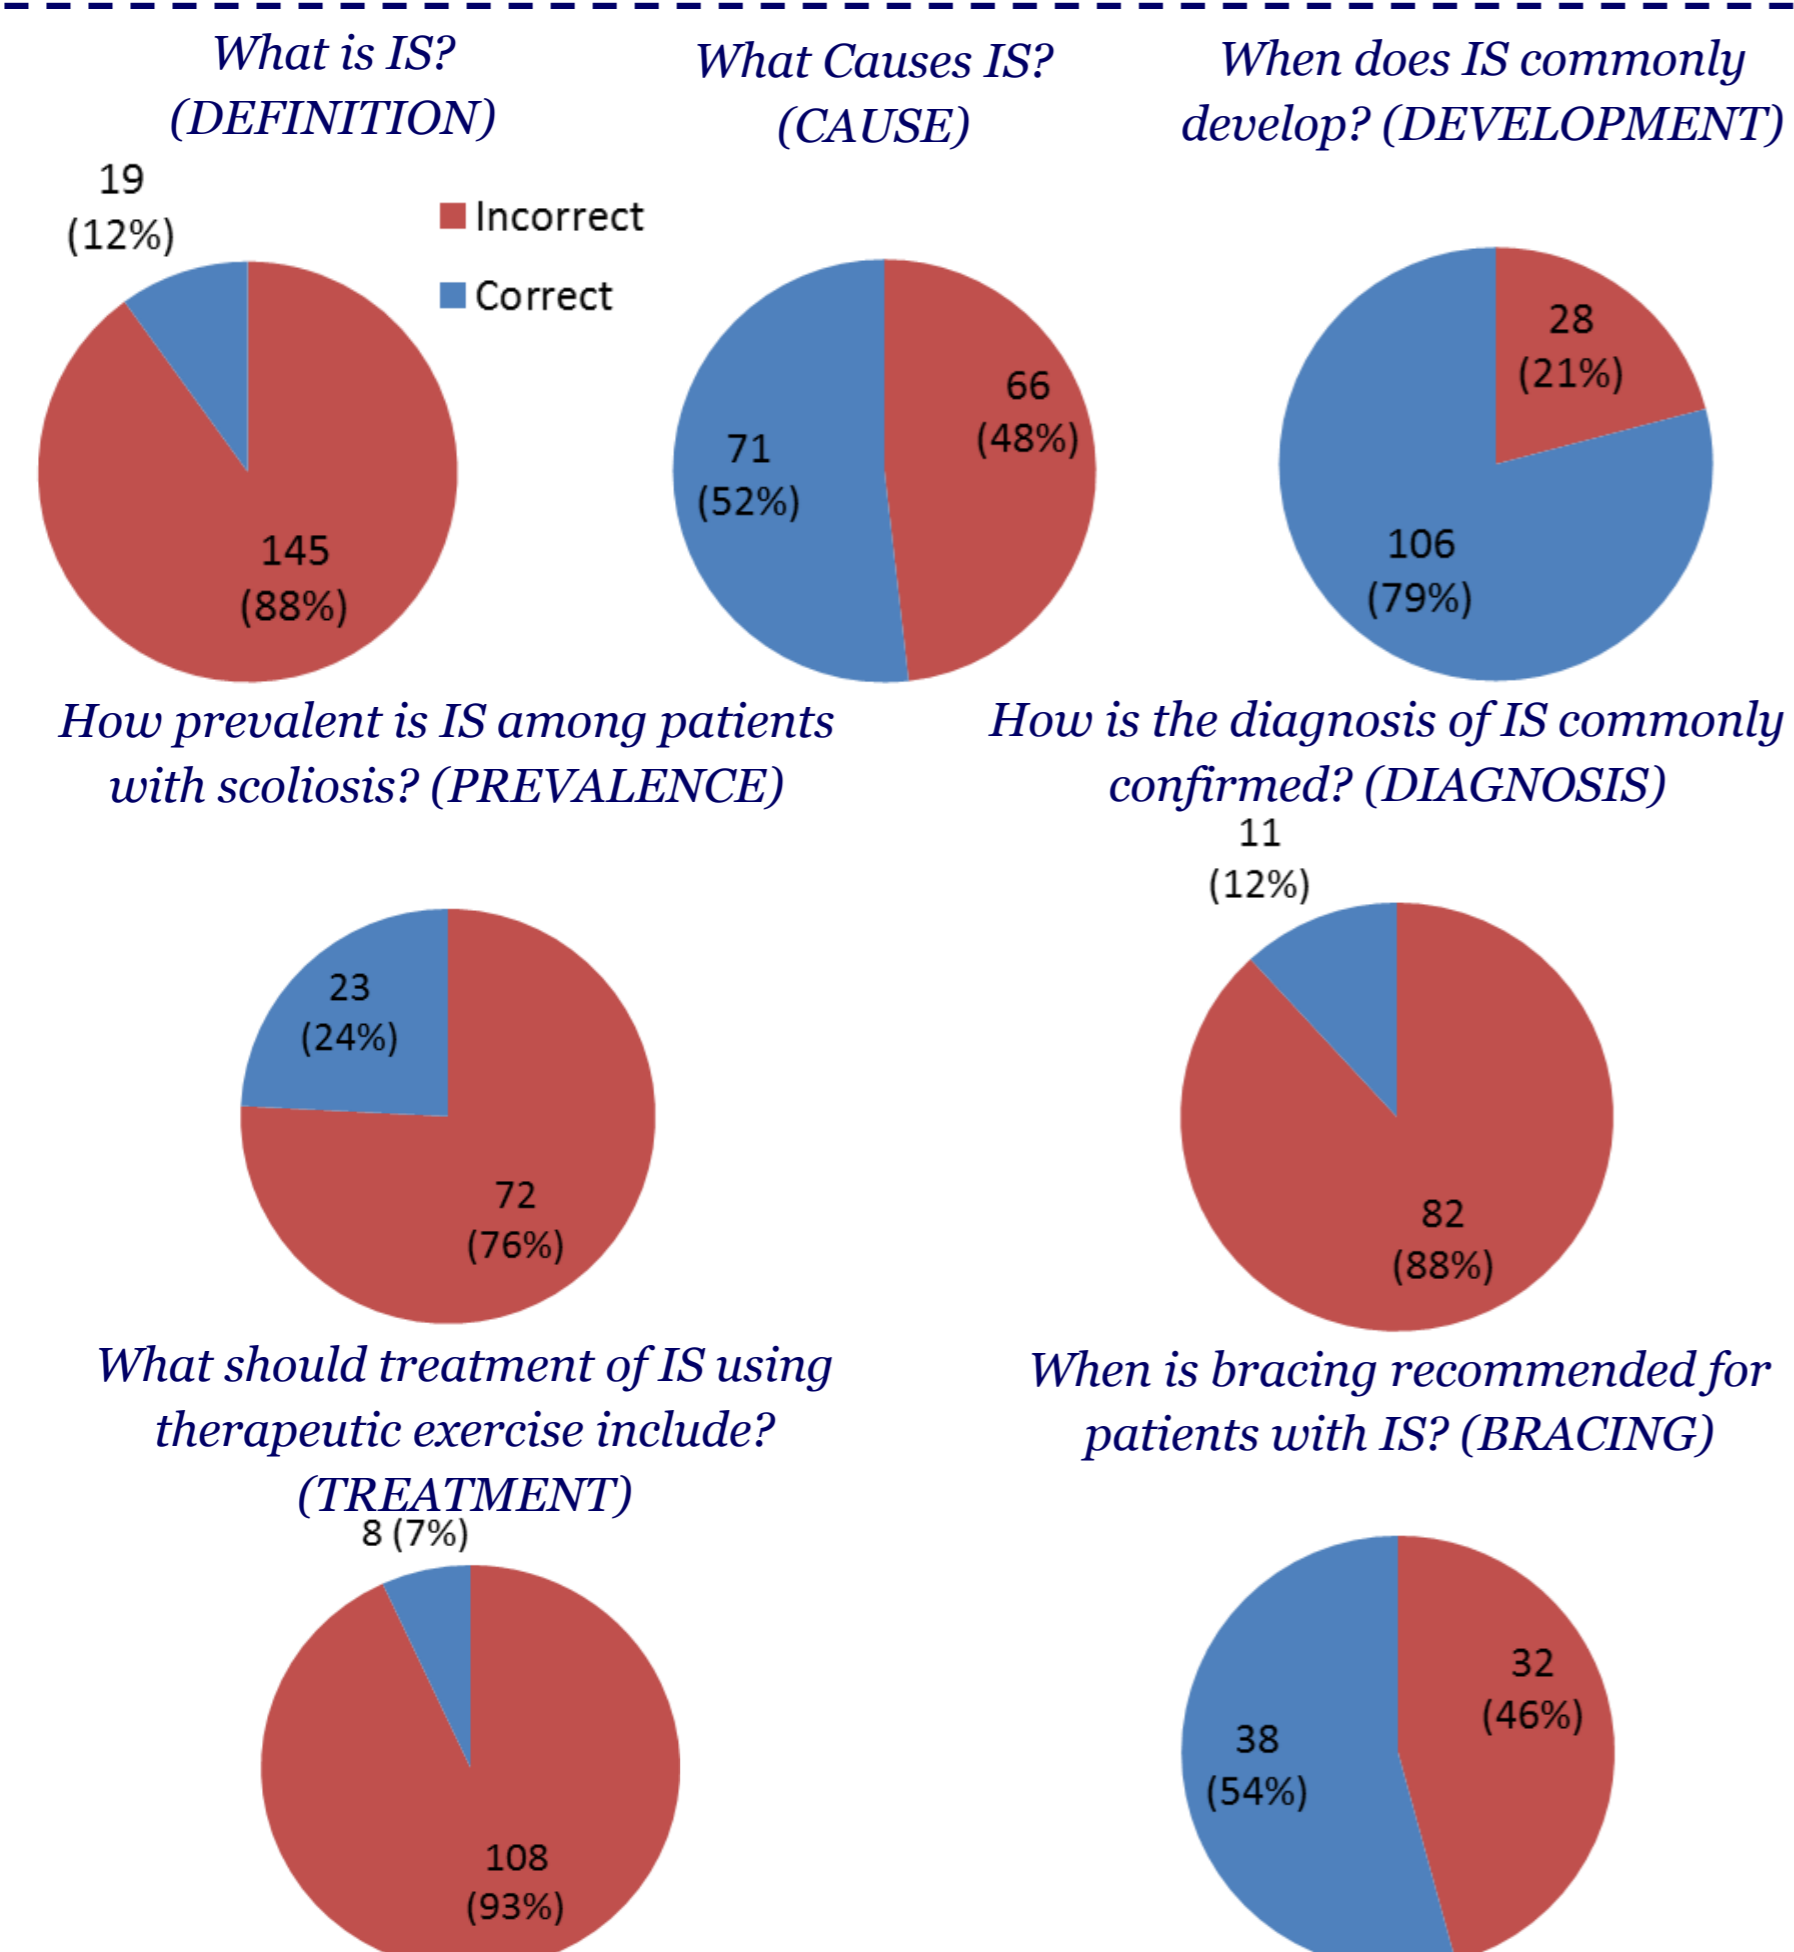 What is IS?
(DEFINITION)
What Causes IS?
(CAUSE)
When does IS commonly
develop? (DEVELOPMENT)
19
(12%)
Incorrect
Correct
145
(88%)
66
(48%)
71
(52%)
28
(21%)
106
(79%)
How prevalent is IS among patients
with scoliosis? (PREVALENCE)
How is the diagnosis of IS commonly
confirmed? (DIAGNOSIS)
23
(24%)
72
(76%)
11
(12%)
82
(88%)
What should treatment of IS using
therapeutic exercise include?
(TREATMENT)
When is bracing recommended for
patients with IS? (BRACING)
8 (7%)
108
(93%)
32
(46%)
38
(54%)